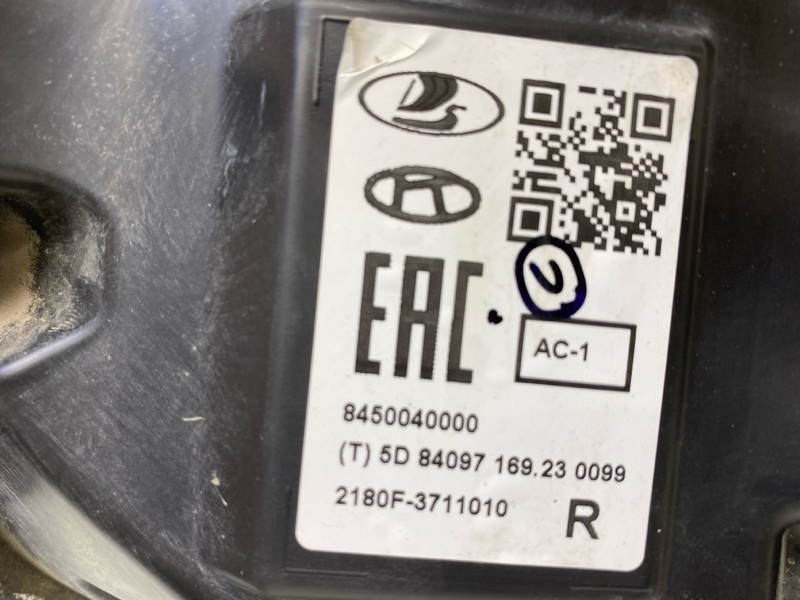 EAC
AC-1
8450040000
(T) 5D 84097 169.23 0099
2180F-3711010
R